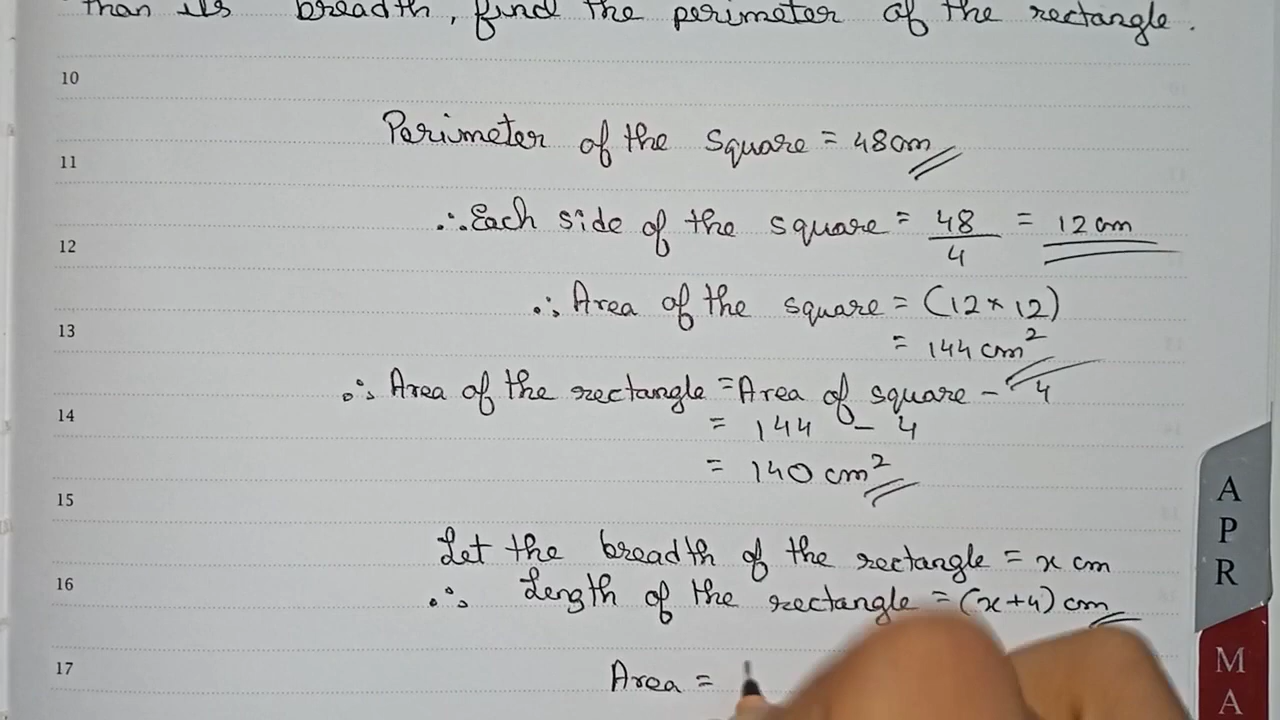 than its breadth, find the perimeter of the rectangle.
10
Perimeter of the square = 48cm
11
∴ Each side of the square = 48/4 = 12cm
12
∴ Area of the square = (12 × 12)
13
= 144 cm²
∴ Area of the rectangle = Area of square - 4
14
= 144 - 4
= 140 cm²
15
Let the breadth of the rectangle = x cm
16
∴ Length of the rectangle = (x+4) cm
17
Area =
APR
MA